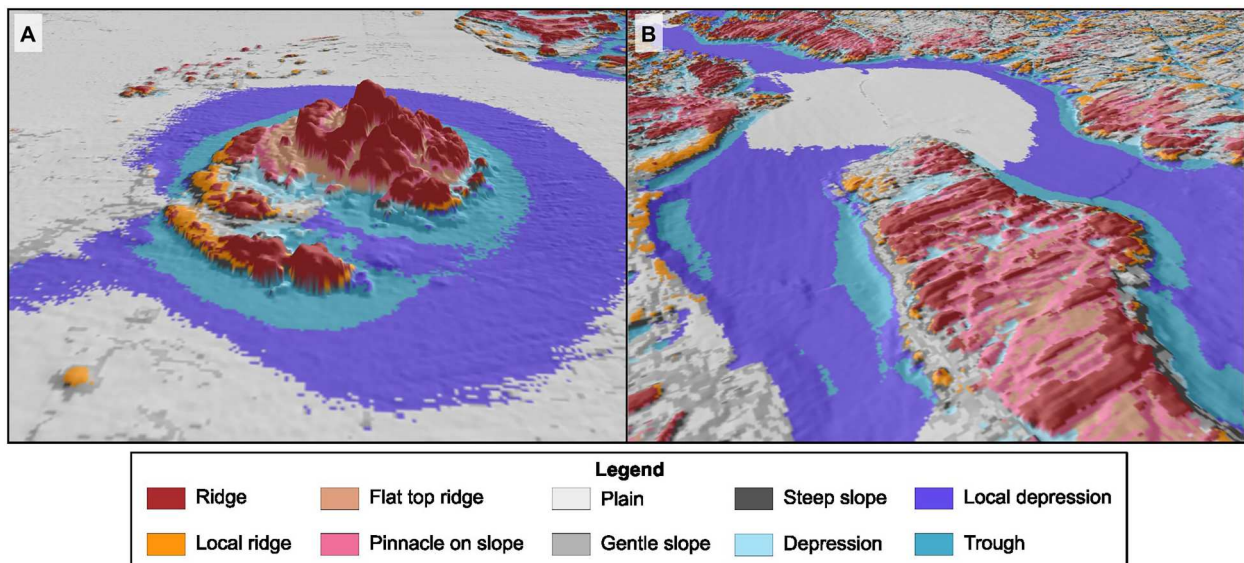 A
B
Legend
Ridge
Flat top ridge
Plain
Steep slope
Local depression
Local ridge
Pinnacle on slope
Gentle slope
Depression
Trough